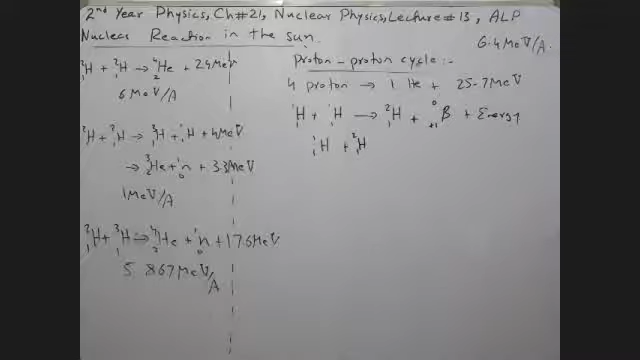 2nd Year Physics, Ch#21, Nuclear Physics, Lecture#13, ALP
Nuclear Reaction in the sun.
6.4MeV/A.
²₁H + ²₁H → ⁴₂He + 24MeV
6MeV/A
²₁H + ²₁H → ³₁H + ¹₁H + 4MeV
→ ³₂He + ¹₀n + 3.3MeV
1MeV/A
²₁H + ³₁H → ⁴₂He + ¹₀n + 17.6MeV
5.867MeV/A
Proton-proton cycle:-
4 proton → 1 He + 25.7MeV
¹₁H + ¹₁H → ²₁H + ⁰₊₁β + Energy
¹₁H + ²₁H